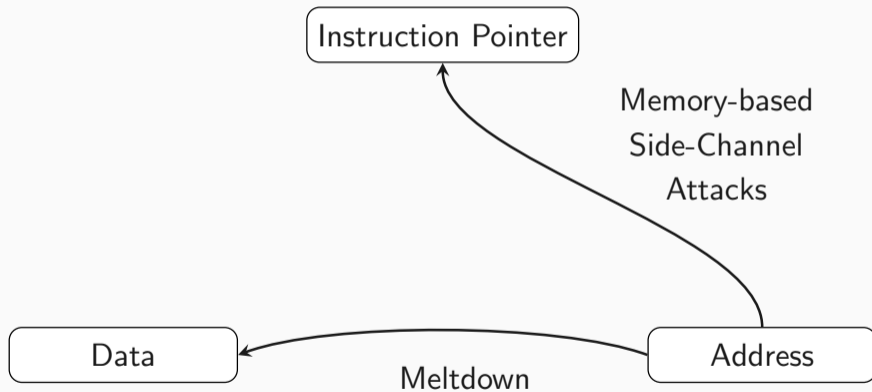 Instruction Pointer
Memory-based
Side-Channel
Attacks
Data
Address
Meltdown